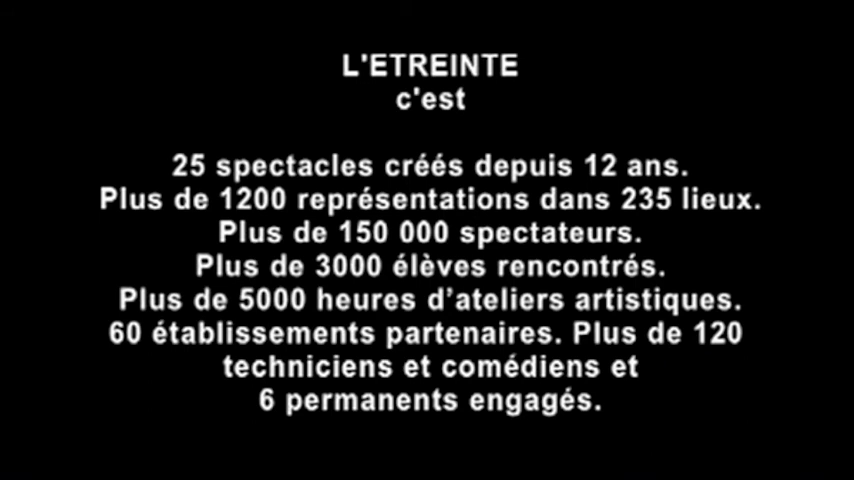 L'ETREINTE
c'est
25 spectacles créés depuis 12 ans.
Plus de 1200 représentations dans 235 lieux.
Plus de 150 000 spectateurs.
Plus de 3000 élèves rencontrés.
Plus de 5000 heures d’ateliers artistiques.
60 établissements partenaires. Plus de 120
techniciens et comédiens et
6 permanents engagés.